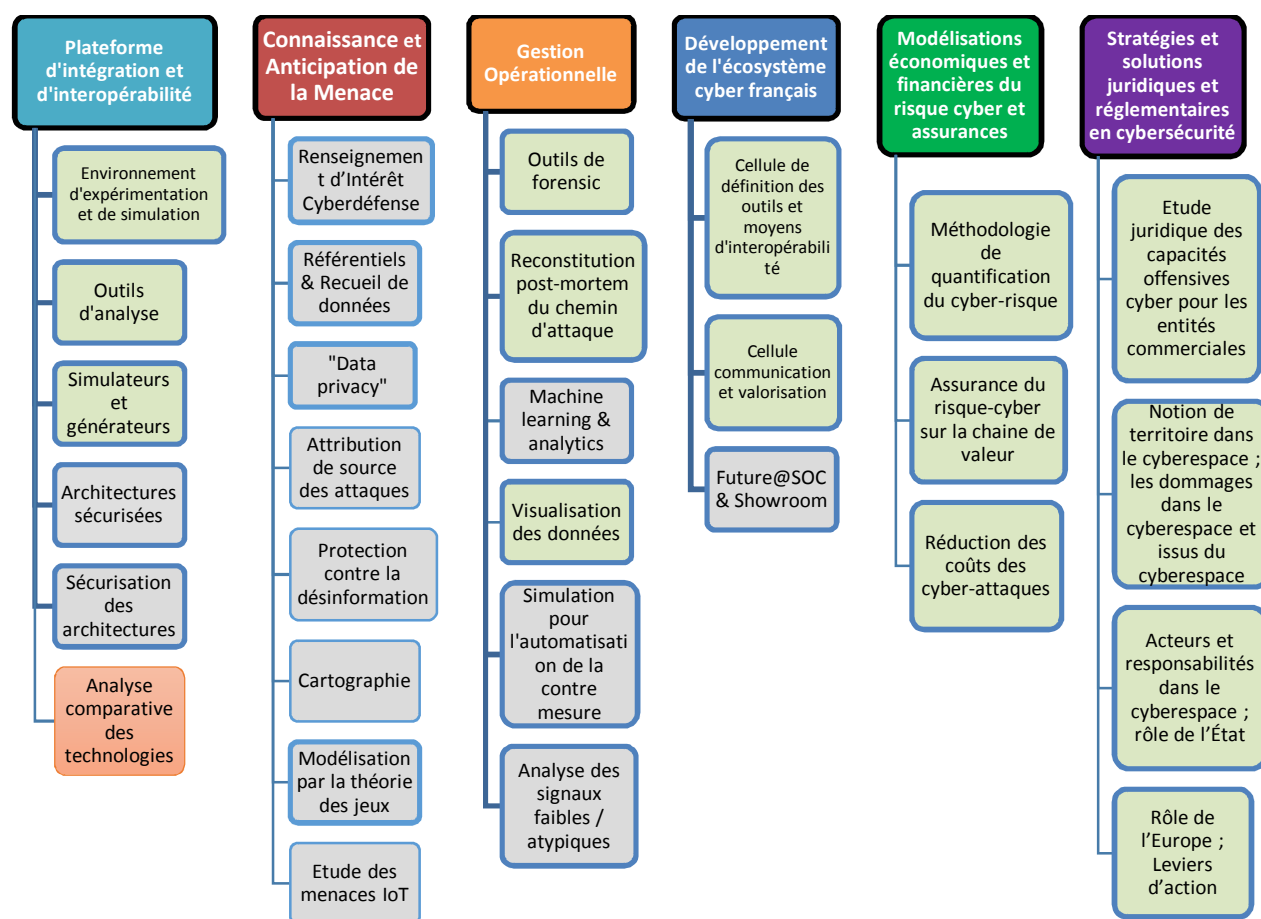 Plateforme
d'intégration et
d'interopérabilité
Environnement
d'expérimentation
et de simulation
Outils
d'analyse
Simulateurs
et
générateurs
Architectures
sécurisées
Sécurisation
des
architectures
Analyse
comparative
des
technologies
Connaissance et
Anticipation de
la Menace
Renseignemen
t d’Intérêt
Cyberdéfense
Référentiels
& Recueil de
données
"Data
privacy"
Attribution
de source
des attaques
Protection
contre la
désinformation
Cartographie
Modélisation
par la théorie
des jeux
Etude des
menaces IoT
Gestion
Opérationnelle
Outils de
forensic
Reconstitution
post-mortem
du chemin
d'attaque
Machine
learning &
analytics
Visualisation
des données
Simulation
pour
l'automatisati
on de la
contre
mesure
Analyse des
signaux
faibles /
atypiques
Développement
de l'écosystème
cyber français
Cellule de
définition des
outils et
moyens
d'interopérabili
té
Cellule
communication
et valorisation
Future@SOC
& Showroom
Modélisations
économiques et
financières du
risque cyber et
assurances
Méthodologie
de
quantification
du cyber-risque
Assurance du
risque-cyber
sur la chaine de
valeur
Réduction des
coûts des
cyber-attaques
Stratégies et
solutions
juridiques et
réglementaires
en cybersécurité
Etude
juridique des
capacités
offensives
cyber pour les
entités
commerciales
Notion de
territoire dans
le cyberespace ;
les dommages
dans le
cyberespace et
issus du
cyberespace
Acteurs et
responsabilités
dans le
cyberespace ;
rôle de l’État
Rôle de
l’Europe ;
Leviers
d’action